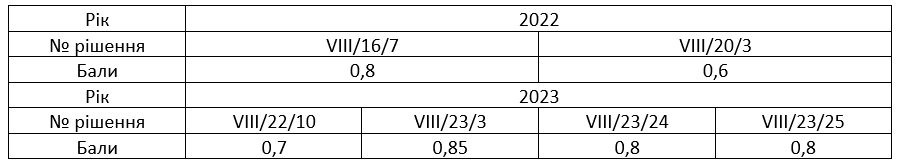 Рік 2022
№ рішення VIII/16/7 VIII/20/3
Бали 0,8 0,6
Рік 2023
№ рішення VIII/22/10 VIII/23/3 VIII/23/24 VIII/23/25
Бали 0,7 0,85 0,8 0,8